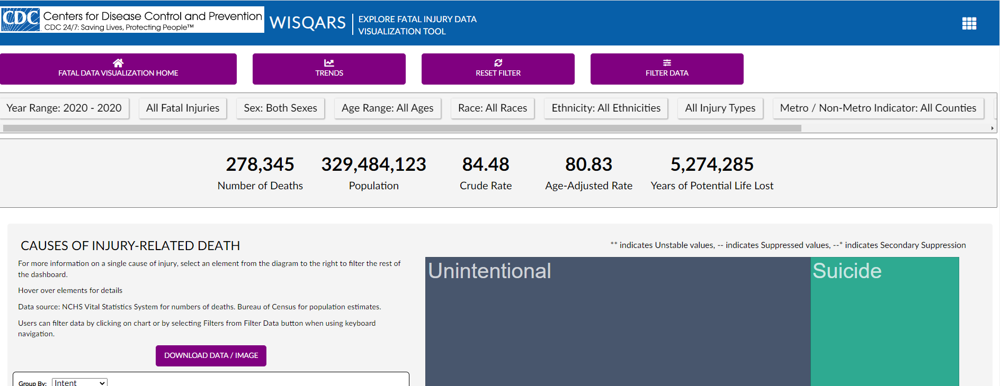 CDC Centers for Disease Control and Prevention
CDC 24/7: Saving Lives, Protecting People™
WISQARS
EXPLORE FATAL INJURY DATA
VISUALIZATION TOOL
FATAL DATA VISUALIZATION HOME
TRENDS
RESET FILTER
FILTER DATA
Year Range: 2020 - 2020
All Fatal Injuries
Sex: Both Sexes
Age Range: All Ages
Race: All Races
Ethnicity: All Ethnicities
All Injury Types
Metro / Non-Metro Indicator: All Counties
278,345
Number of Deaths
329,484,123
Population
84.48
Crude Rate
80.83
Age-Adjusted Rate
5,274,285
Years of Potential Life Lost
CAUSES OF INJURY-RELATED DEATH
For more information on a single cause of injury, select an element from the diagram to the right to filter the rest of
the dashboard.
Hover over elements for details
Data source: NCHS Vital Statistics System for numbers of deaths. Bureau of Census for population estimates.
Users can filter data by clicking on chart or by selecting Filters from Filter Data button when using keyboard
navigation.
DOWNLOAD DATA / IMAGE
Group By: Intent
** indicates Unstable values, -- indicates Suppressed values, --* indicates Secondary Suppression
Unintentional
Suicide